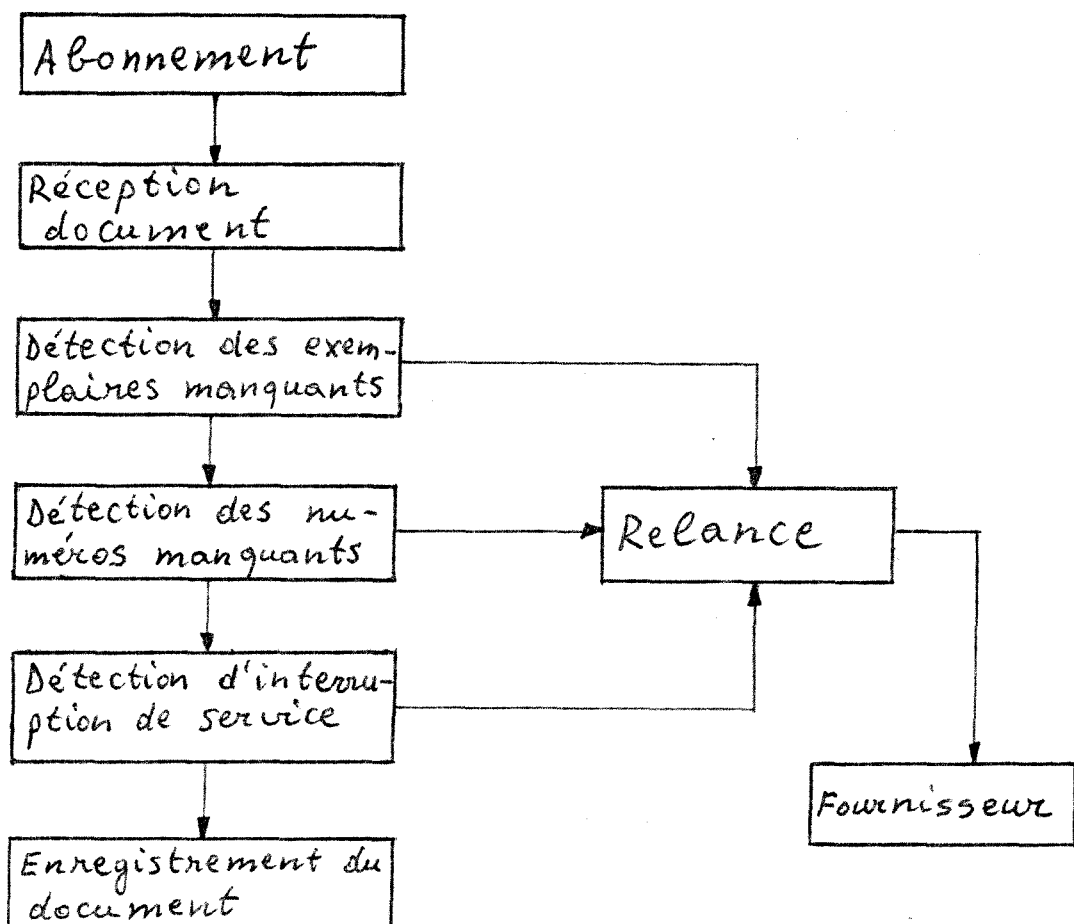 Abonnement
Réception
document
Détection des exem-
plaires manquants
Détection des nu-
méros manquants
Relance
Détection d'interru-
ption de service
Fournisseur
Enregistrement du
document